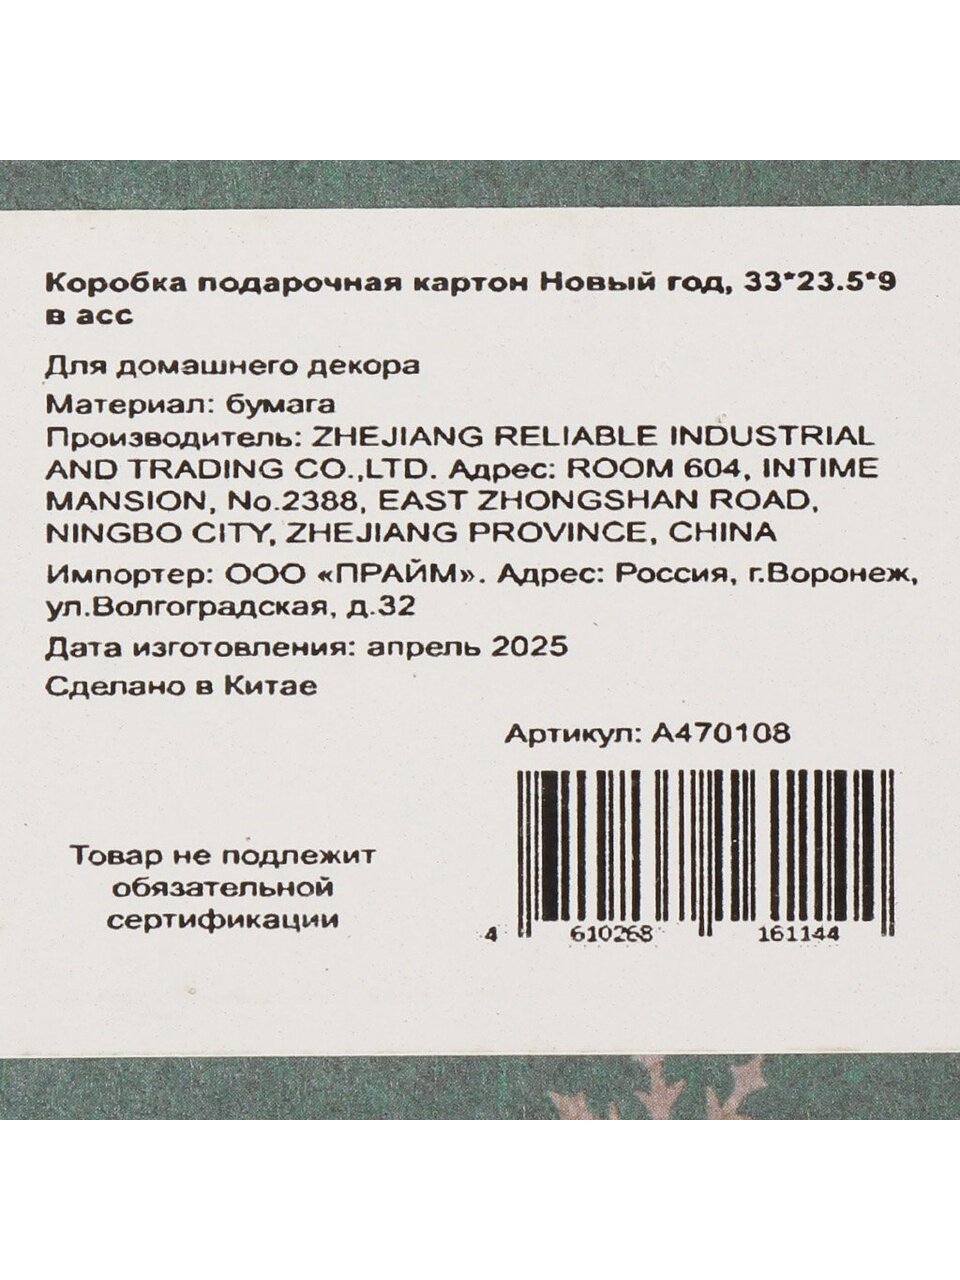 Коробка подарочная картон Новый год, 33*23.5*9
в асс
Для домашнего декора
Материал: бумага
Производитель: ZHEJIANG RELIABLE INDUSTRIAL
AND TRADING CO.,LTD. Адрес: ROOM 604, INTIME
MANSION, No.2388, EAST ZHONGSHAN ROAD,
NINGBO CITY, ZHEJIANG PROVINCE, CHINA
Импортер: ООО «ПРАЙМ». Адрес: Россия, г.Воронеж,
ул.Волгоградская, д.32
Дата изготовления: апрель 2025
Сделано в Китае
Артикул: А470108
Товар не подлежит
обязательной
сертификации
4 610268 161144